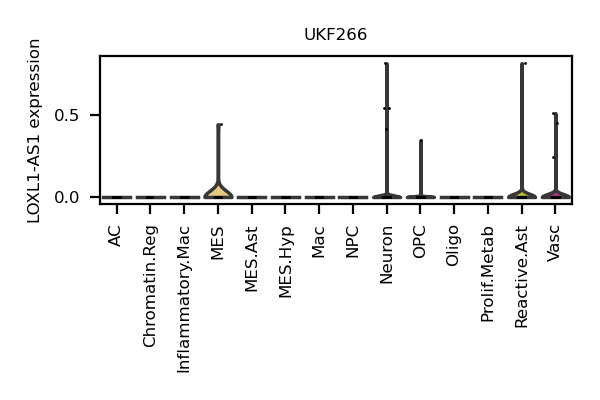 UKF266
LOXL1-AS1 expression
0.5
0.0
AC
Chromatin.Reg
Inflammatory.Mac
MES
MES.Ast
MES.Hyp
Mac
NPC
Neuron
OPC
Oligo
Prolif.Metab
Reactive.Ast
Vasc